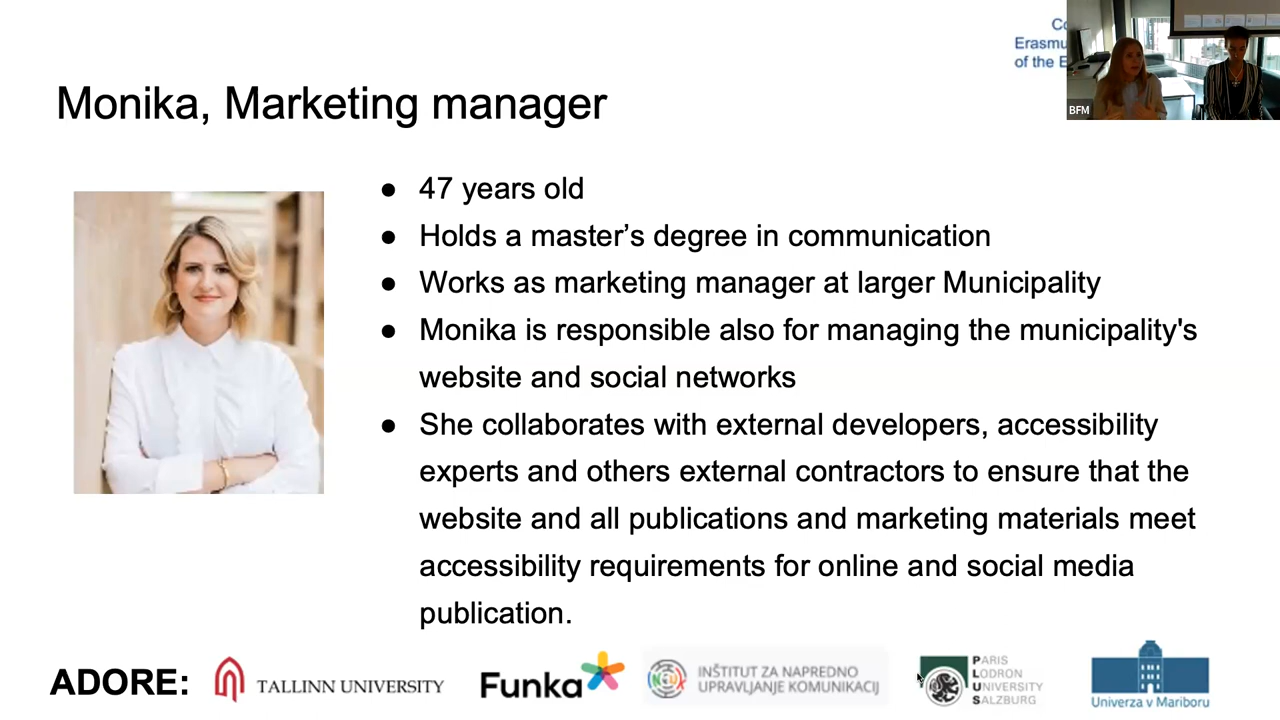 Co
Erasmu
of the E
BFM
Monika, Marketing manager
● 47 years old
● Holds a master’s degree in communication
● Works as marketing manager at larger Municipality
● Monika is responsible also for managing the municipality's
website and social networks
● She collaborates with external developers, accessibility
experts and others external contractors to ensure that the
website and all publications and marketing materials meet
accessibility requirements for online and social media
publication.
ADORE:
TALLINN UNIVERSITY
Funka
INŠTITUT ZA NAPREDNO
UPRAVLJANJE KOMUNIKACIJ
PARIS
LODRON
UNIVERSITY
SALZBURG
Univerza v Mariboru